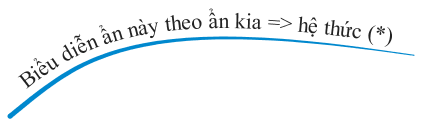 Biểu diễn ẩn này theo ẩn kia => hệ thức (*)